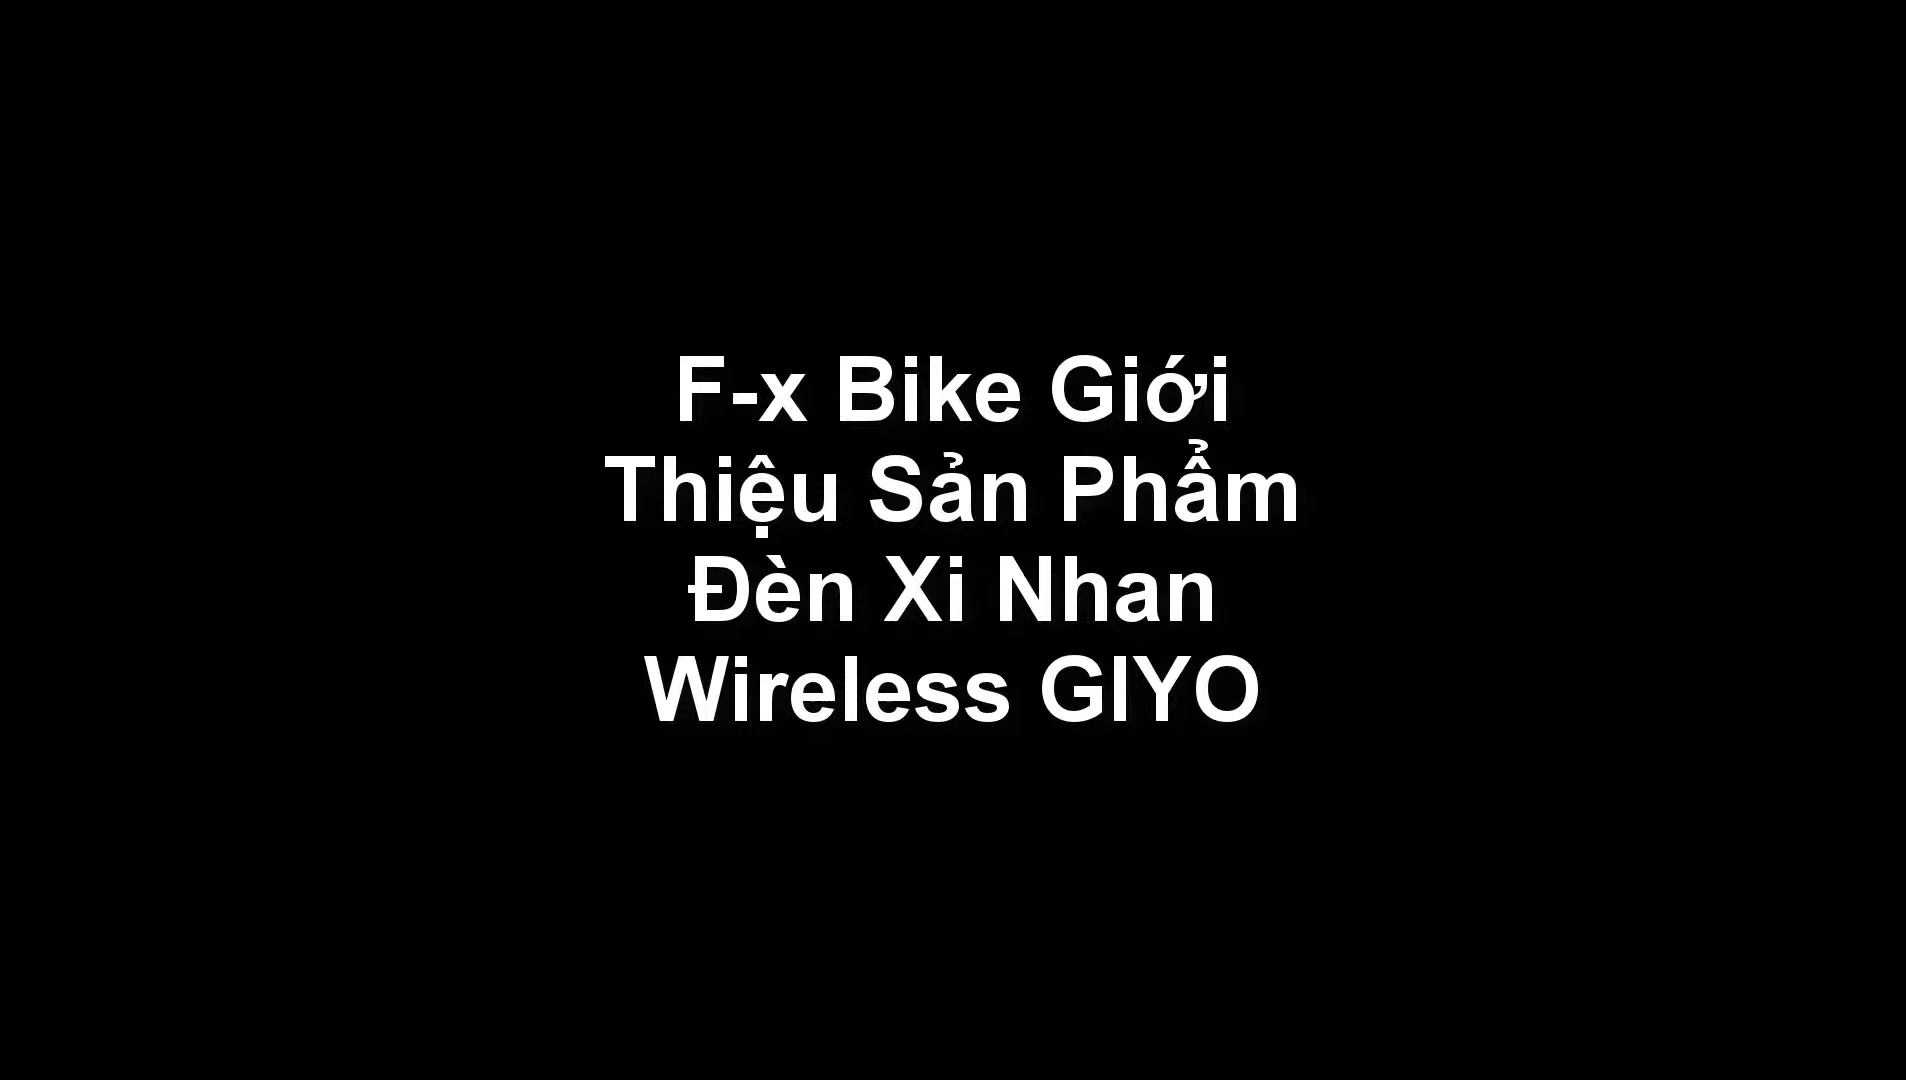 F-x Bike Giới
Thiệu Sản Phẩm
Đèn Xi Nhan
Wireless GIYO